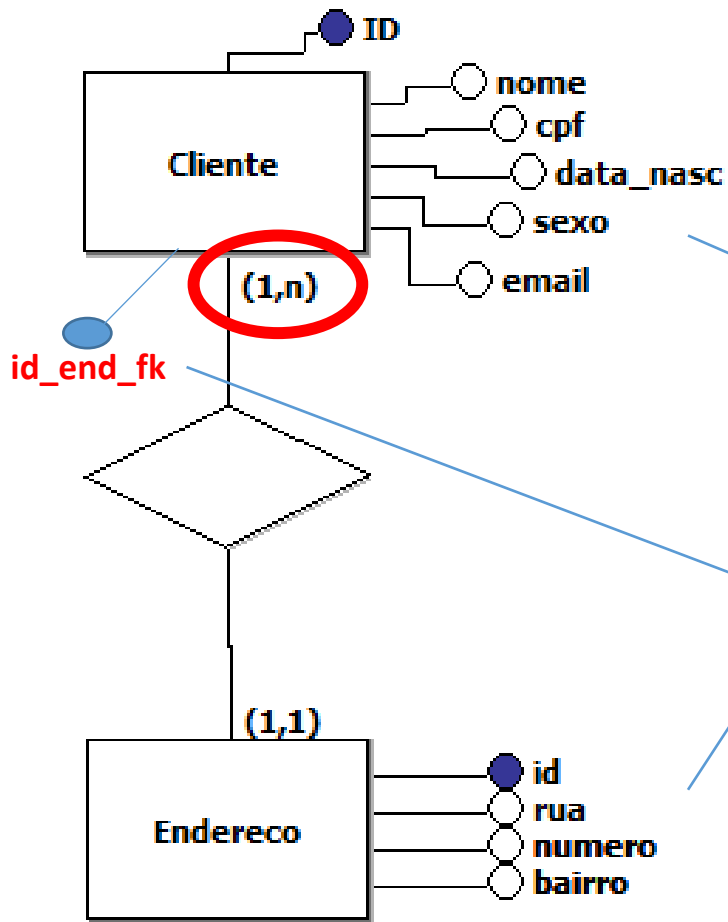 ID
nome
cpf
Cliente
data_nasc
sexo
email
(1,n)
id_end_fk
(1,1)
id
rua
Endereco
numero
bairro